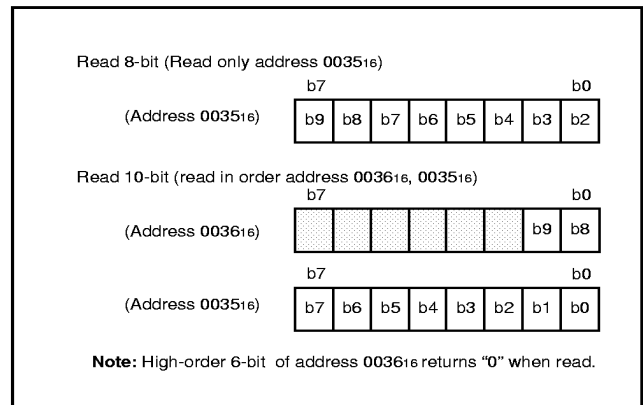 Read 8-bit (Read only address 003516)
b7 b0
(Address 003516) b9 b8 b7 b6 b5 b4 b3 b2
Read 10-bit (read in order address 003616, 003516)
b7 b0
(Address 003616) b9 b8
b7 b0
(Address 003516) b7 b6 b5 b4 b3 b2 b1 b0
Note: High-order 6-bit of address 003616 returns “0” when read.